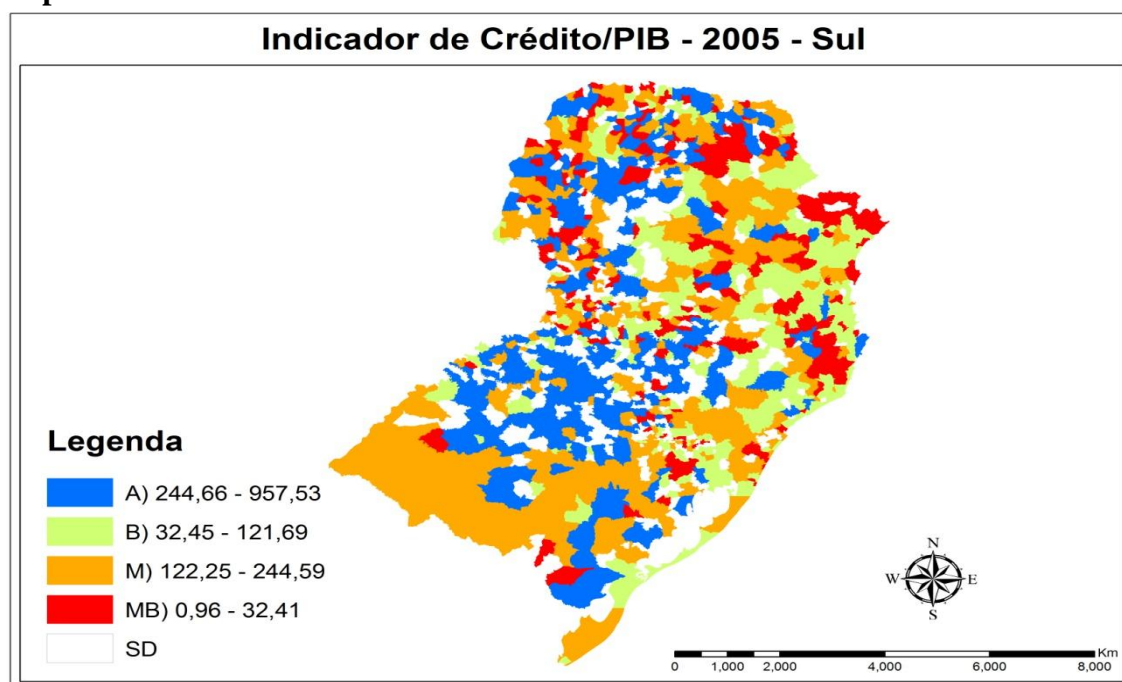 Indicador de Crédito/PIB - 2005 - Sul
Legenda
A) 244,66 - 957,53
B) 32,45 - 121,69
M) 122,25 - 244,59
MB) 0,96 - 32,41
SD
N
W E
S
Km
0 1,000 2,000 4,000 6,000 8,000